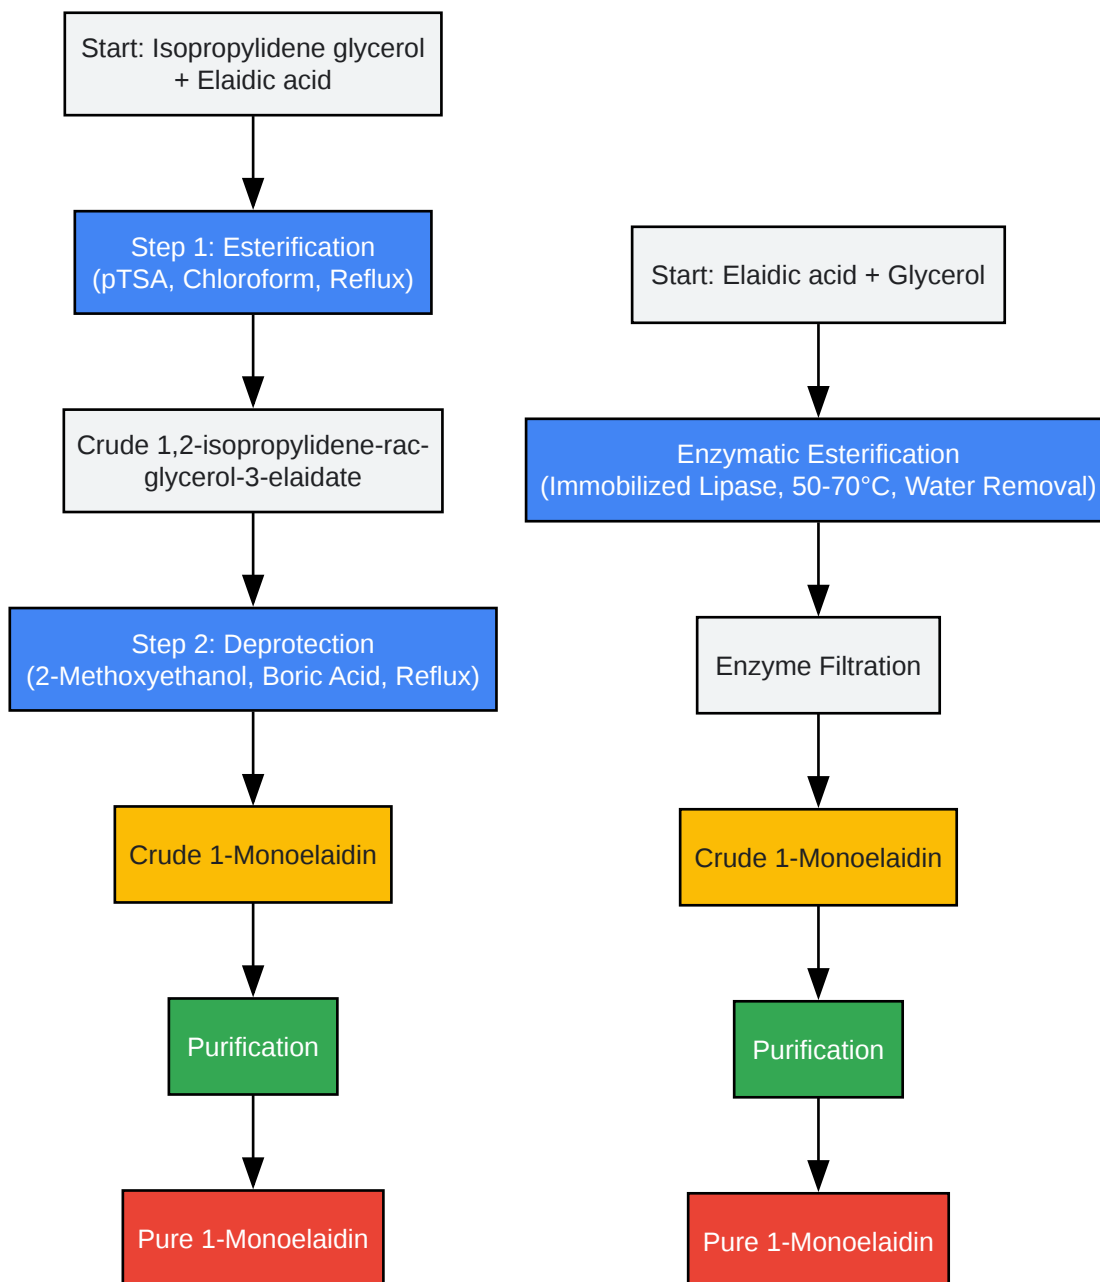 Start: Isopropylidene glycerol
+ Elaidic acid
Step 1: Esterification
(pTSA, Chloroform, Reflux)
Crude 1,2-isopropylidene-rac-
glycerol-3-elaidate
Step 2: Deprotection
(2-Methoxyethanol, Boric Acid, Reflux)
Crude 1-Monoelaidin
Purification
Pure 1-Monoelaidin
Start: Elaidic acid + Glycerol
Enzymatic Esterification
(Immobilized Lipase, 50-70°C, Water Removal)
Enzyme Filtration
Crude 1-Monoelaidin
Purification
Pure 1-Monoelaidin